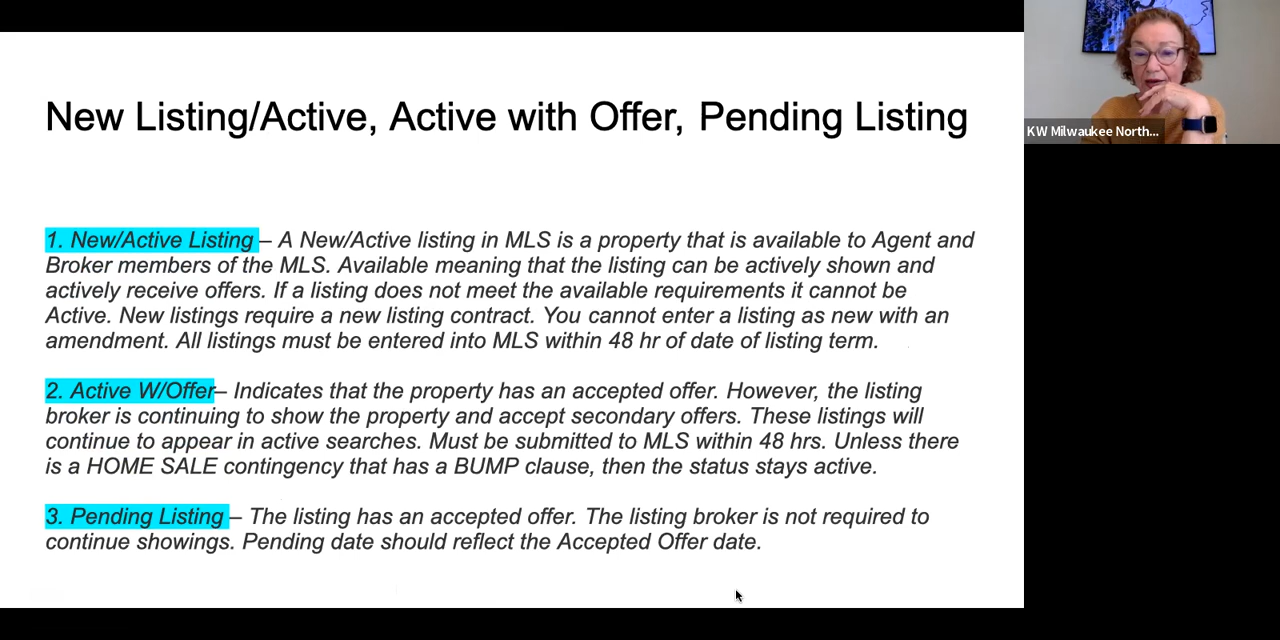 New Listing/Active, Active with Offer, Pending Listing
1. New/Active Listing – A New/Active listing in MLS is a property that is available to Agent and
Broker members of the MLS. Available meaning that the listing can be actively shown and
actively receive offers. If a listing does not meet the available requirements it cannot be
Active. New listings require a new listing contract. You cannot enter a listing as new with an
amendment. All listings must be entered into MLS within 48 hr of date of listing term.
2. Active W/Offer– Indicates that the property has an accepted offer. However, the listing
broker is continuing to show the property and accept secondary offers. These listings will
continue to appear in active searches. Must be submitted to MLS within 48 hrs. Unless there
is a HOME SALE contingency that has a BUMP clause, then the status stays active.
3. Pending Listing – The listing has an accepted offer. The listing broker is not required to
continue showings. Pending date should reflect the Accepted Offer date.
KW Milwaukee North...